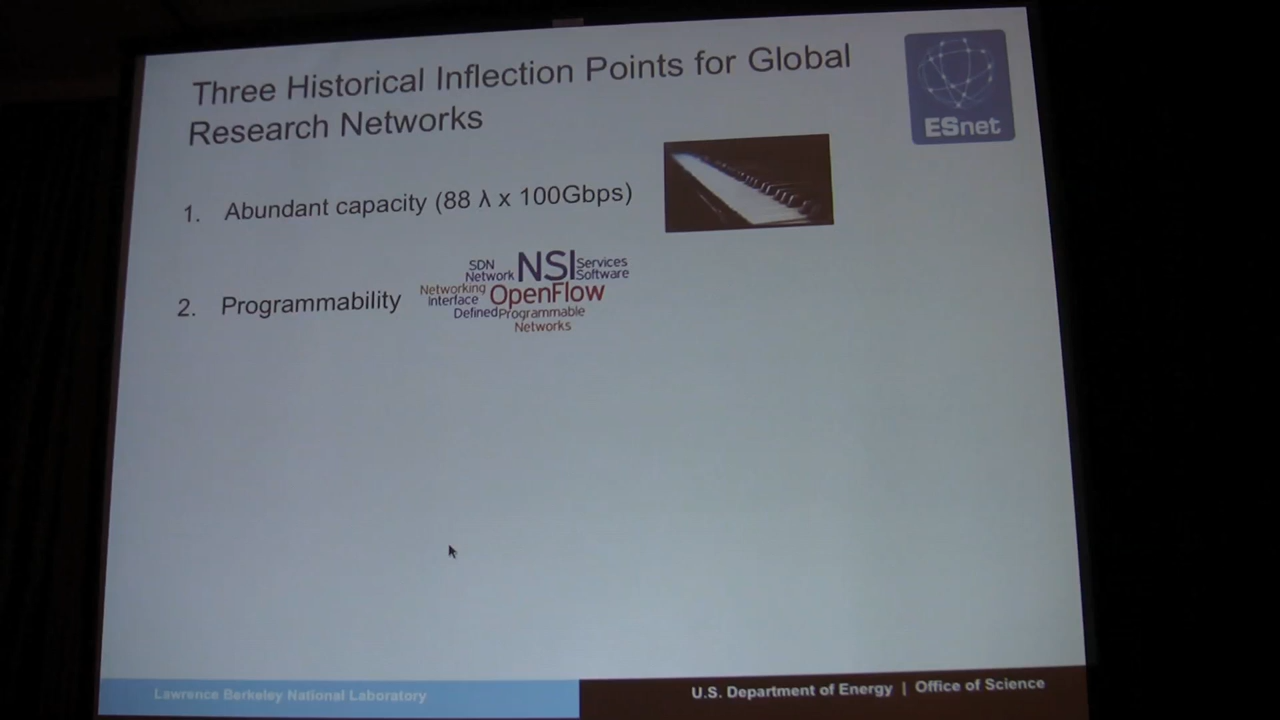 Three Historical Inflection Points for Global
Research Networks
ESnet
1. Abundant capacity (88 λ x 100Gbps)
2. Programmability
SDN NSI Services
Network Software
Networking OpenFlow
Interface
Defined Programmable
Networks
Lawrence Berkeley National Laboratory
U.S. Department of Energy | Office of Science